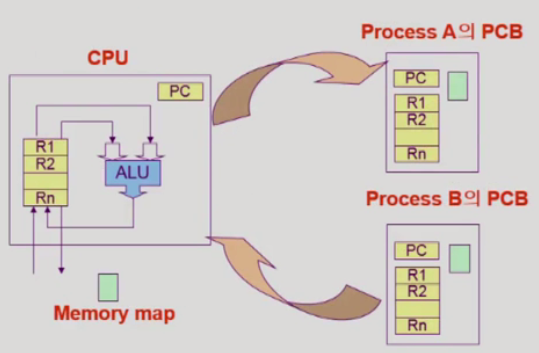 CPU
PC
R1
R2
Rn
ALU
Memory map
Process A의 PCB
PC
R1
R2
Rn
Process B의 PCB
PC
R1
R2
Rn